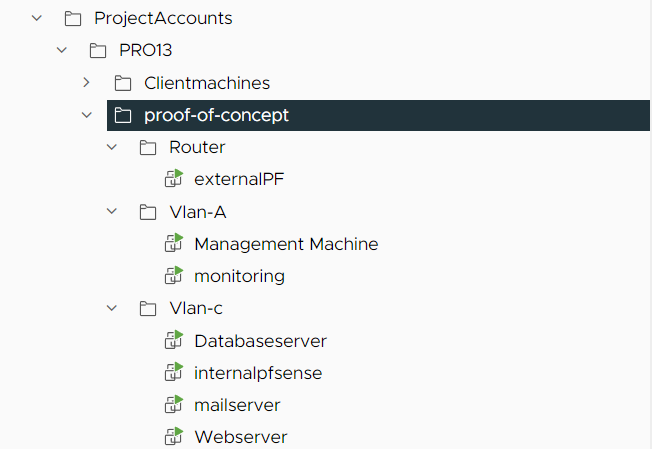 ProjectAccounts
PRO13
Clientmachines
proof-of-concept
Router
externalPF
Vlan-A
Management Machine
monitoring
Vlan-c
Databaseserver
internalpfsense
mailserver
Webserver